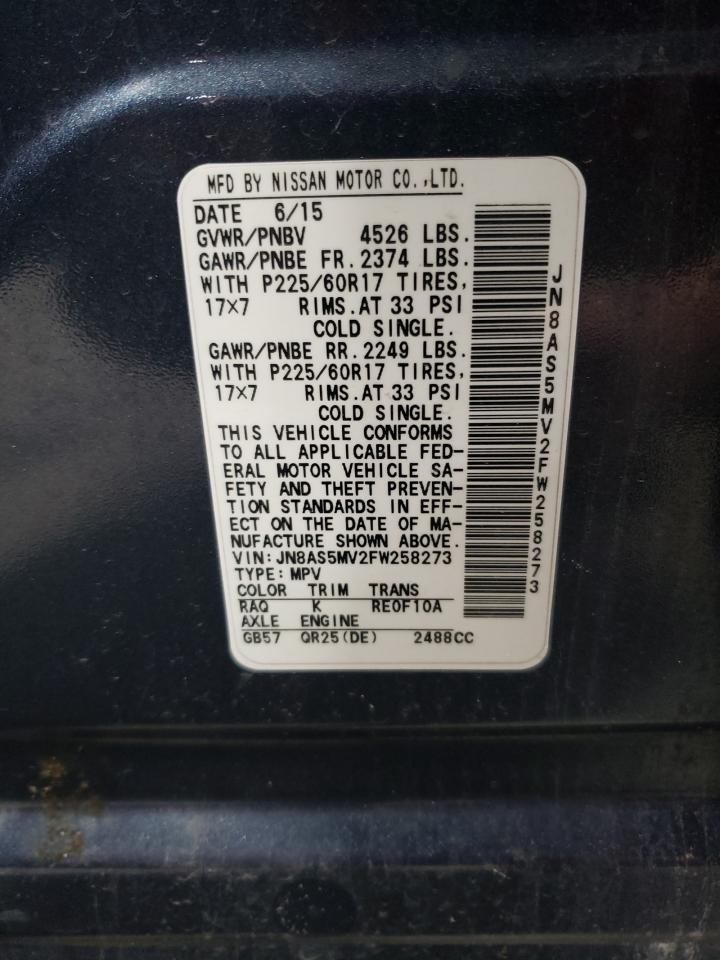 MFD BY NISSAN MOTOR CO.,LTD.
DATE 6/15
GVWR/PNBV 4526 LBS.
GAWR/PNBE FR. 2374 LBS.
WITH P225/60R17 TIRES,
17×7 RIMS.AT 33 PSI
COLD SINGLE.
GAWR/PNBE RR. 2249 LBS.
WITH P225/60R17 TIRES,
17×7 RIMS.AT 33 PSI
COLD SINGLE.
THIS VEHICLE CONFORMS
TO ALL APPLICABLE FED-
ERAL MOTOR VEHICLE SA-
FETY AND THEFT PREVEN-
TION STANDARDS IN EFF-
ECT ON THE DATE OF MA-
NUFACTURE SHOWN ABOVE.
VIN: JN8AS5MV2FW258273
TYPE: MPV
COLOR TRIM TRANS
RAQ K RE0F10A
AXLE ENGINE
GB57 QR25(DE) 2488CC
JN8AS5MV2FW258273